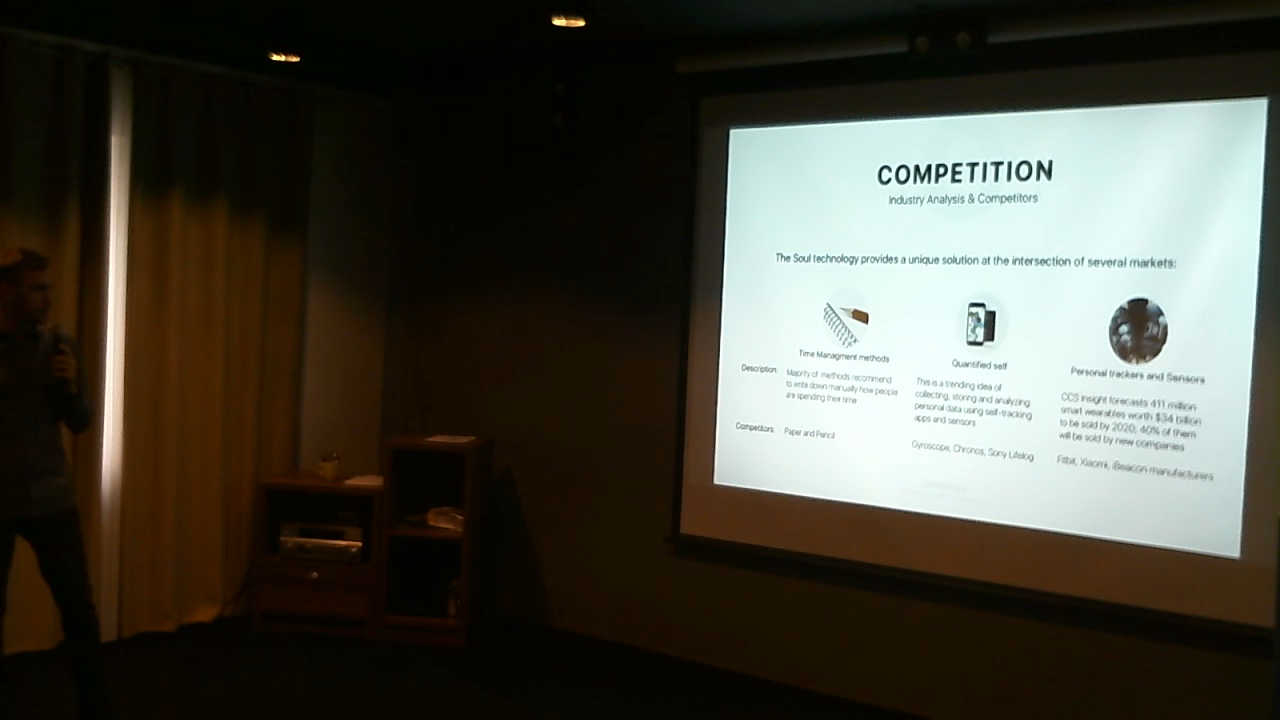 COMPETITION
Industry Analysis & Competitors
The Soul technology provides a unique solution at the intersection of several markets:
Time Managment methods
Quantified self
Personal trackers and Sensors
Description:
Majority of methods recommend
to write down manually how people
are spending their time
This is a trending idea of
collecting, storing and analyzing
personal data using self-tracking
apps and sensors
CCS Insight forecasts 411 million
smart wearables worth $34 billion
to be sold by 2020; 40% of them
will be sold by new companies
Competitors:
Paper and Pencil
Gyroscope, Chronos, Sony Lifelog
Fitbit, Xiaomi, iBeacon manufacturers